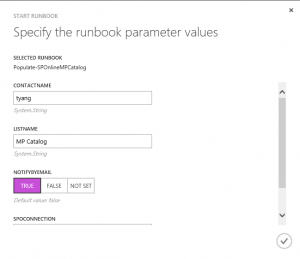 START RUNBOOK
Specify the runbook parameter values
SELECTED RUNBOOK
Populate-SPOnlineMPCatalog
CONTACTNAME
tyang
System.String
LISTNAME
MP Catalog
System.String
NOTIFYBYEMAIL
TRUE FALSE NOT SET
Default value: false
SPOCONNECTION